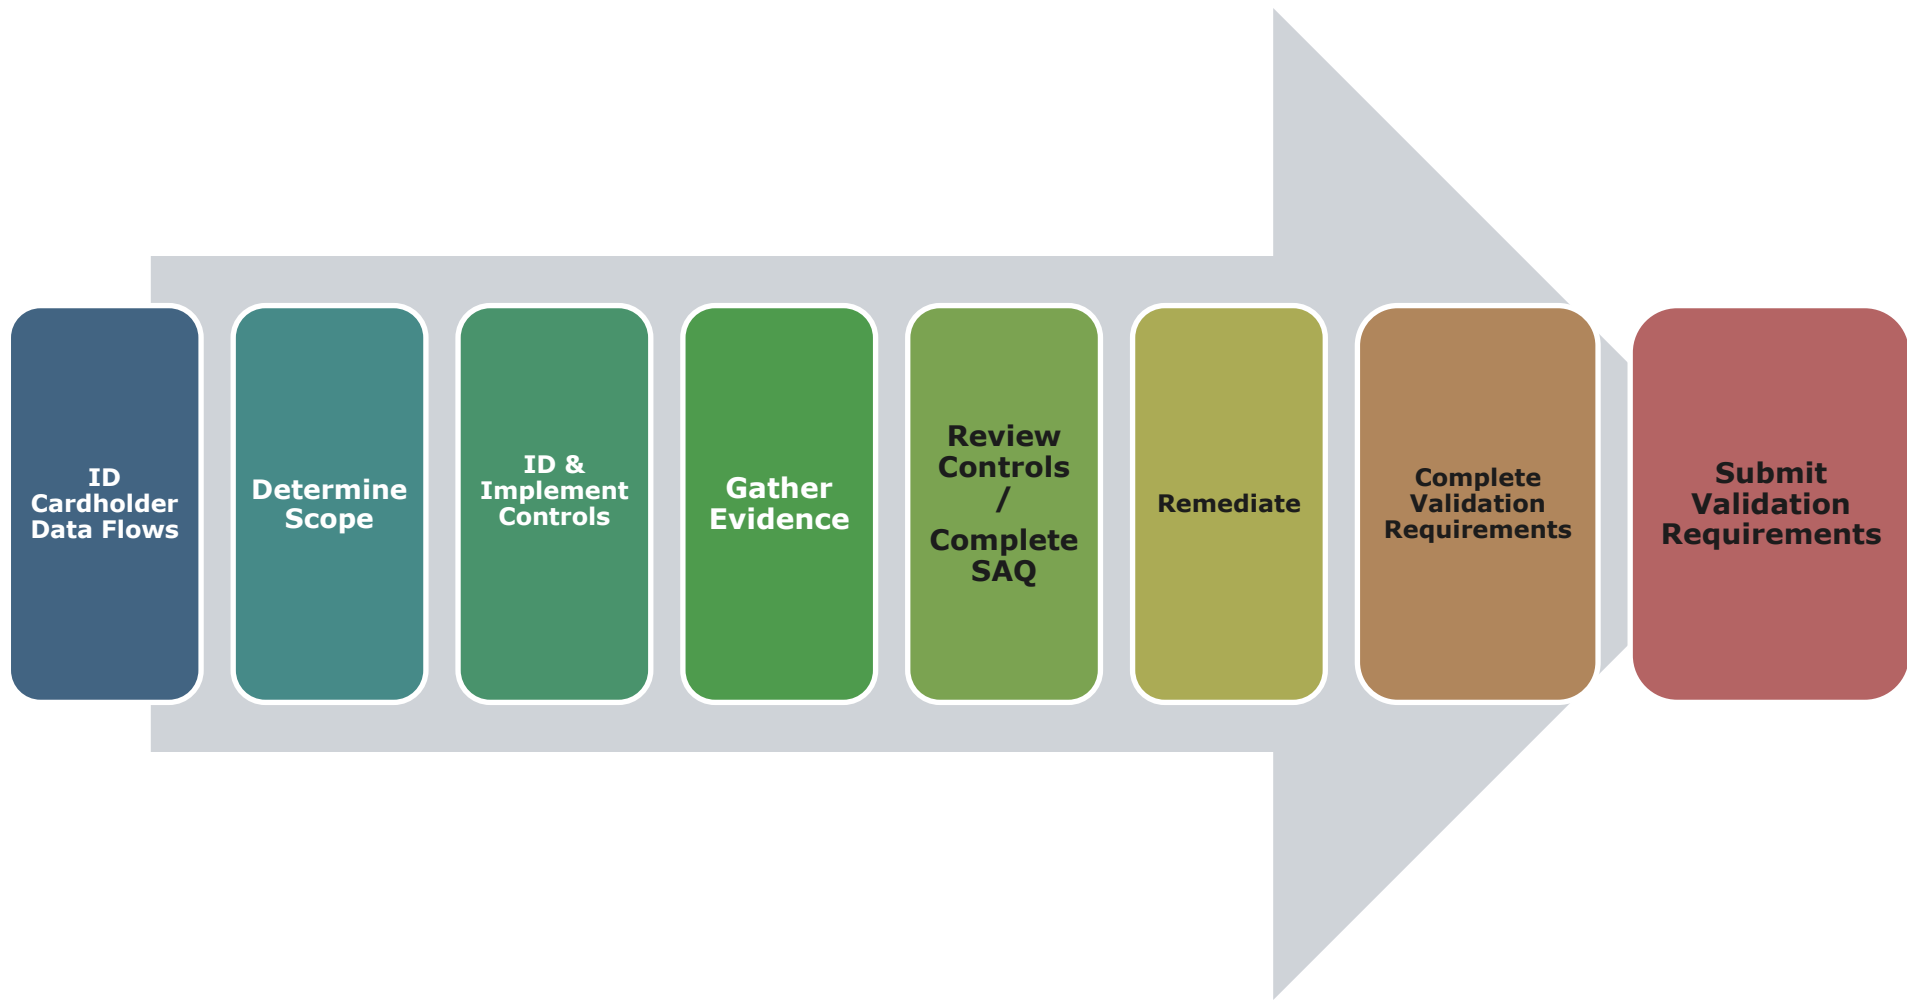 ID
Cardholder
Data Flows
Determine
Scope
ID &
Implement
Controls
Gather
Evidence
Review
Controls
/
Complete
SAQ
Remediate
Complete
Validation
Requirements
Submit
Validation
Requirements